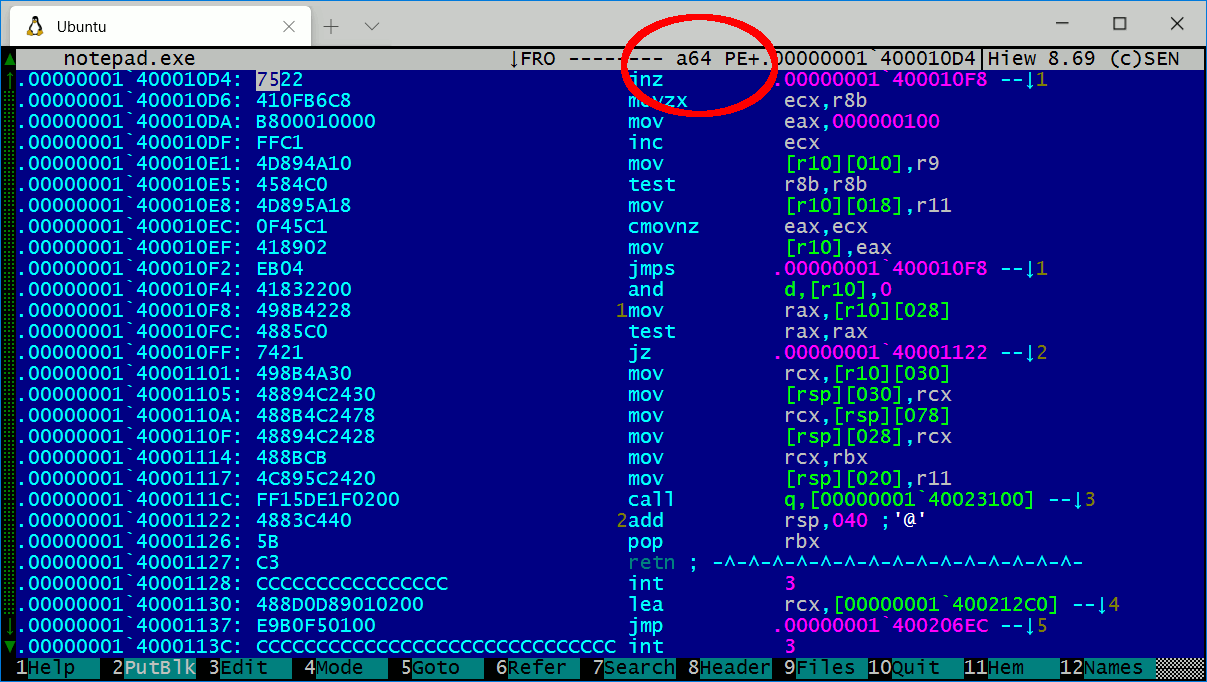 Ubuntu
notepad.exe ↓FRO -------- a64 PE+.00000001`400010D4|Hiew 8.69 (c)SEN
.00000001`400010D4: 7522 jnz .00000001`400010F8 --↓1
.00000001`400010D6: 410FB6C8 movzx ecx,r8b
.00000001`400010DA: B800010000 mov eax,000000100
.00000001`400010DF: FFC1 inc ecx
.00000001`400010E1: 4D894A10 mov [r10][010],r9
.00000001`400010E5: 4584C0 test r8b,r8b
.00000001`400010E8: 4D895A18 mov [r10][018],r11
.00000001`400010EC: 0F45C1 cmovnz eax,ecx
.00000001`400010EF: 418902 mov [r10],eax
.00000001`400010F2: EB04 jmps .00000001`400010F8 --↓1
.00000001`400010F4: 41832200 and d,[r10],0
.00000001`400010F8: 498B4228 1mov rax,[r10][028]
.00000001`400010FC: 4885C0 test rax,rax
.00000001`400010FF: 7421 jz .00000001`40001122 --↓2
.00000001`40001101: 498B4A30 mov rcx,[r10][030]
.00000001`40001105: 48894C2430 mov [rsp][030],rcx
.00000001`4000110A: 488B4C2478 mov rcx,[rsp][078]
.00000001`4000110F: 48894C2428 mov [rsp][028],rcx
.00000001`40001114: 488BCB mov rcx,rbx
.00000001`40001117: 4C895C2420 mov [rsp][020],r11
.00000001`4000111C: FF15DE1F0200 call q,[00000001`40023100] --↓3
.00000001`40001122: 4883C440 2add rsp,040 ;'@'
.00000001`40001126: 5B pop rbx
.00000001`40001127: C3 retn ; -^-^-^-^-^-^-^-^-^-^-^-^-^-^-^-
.00000001`40001128: CCCCCCCCCCCCCCCC int 3
.00000001`40001130: 488D0D89010200 lea rcx,[00000001`400212C0] --↓4
.00000001`40001137: E9B0F50100 jmp .00000001`400206EC --↓5
.00000001`4000113C: CCCCCCCCCCCCCCCCCCCCCCCCCCCCCC int 3
1Help 2PutBlk 3Edit 4Mode 5Goto 6Refer 7Search 8Header 9Files 10Quit 11Hem 12Names